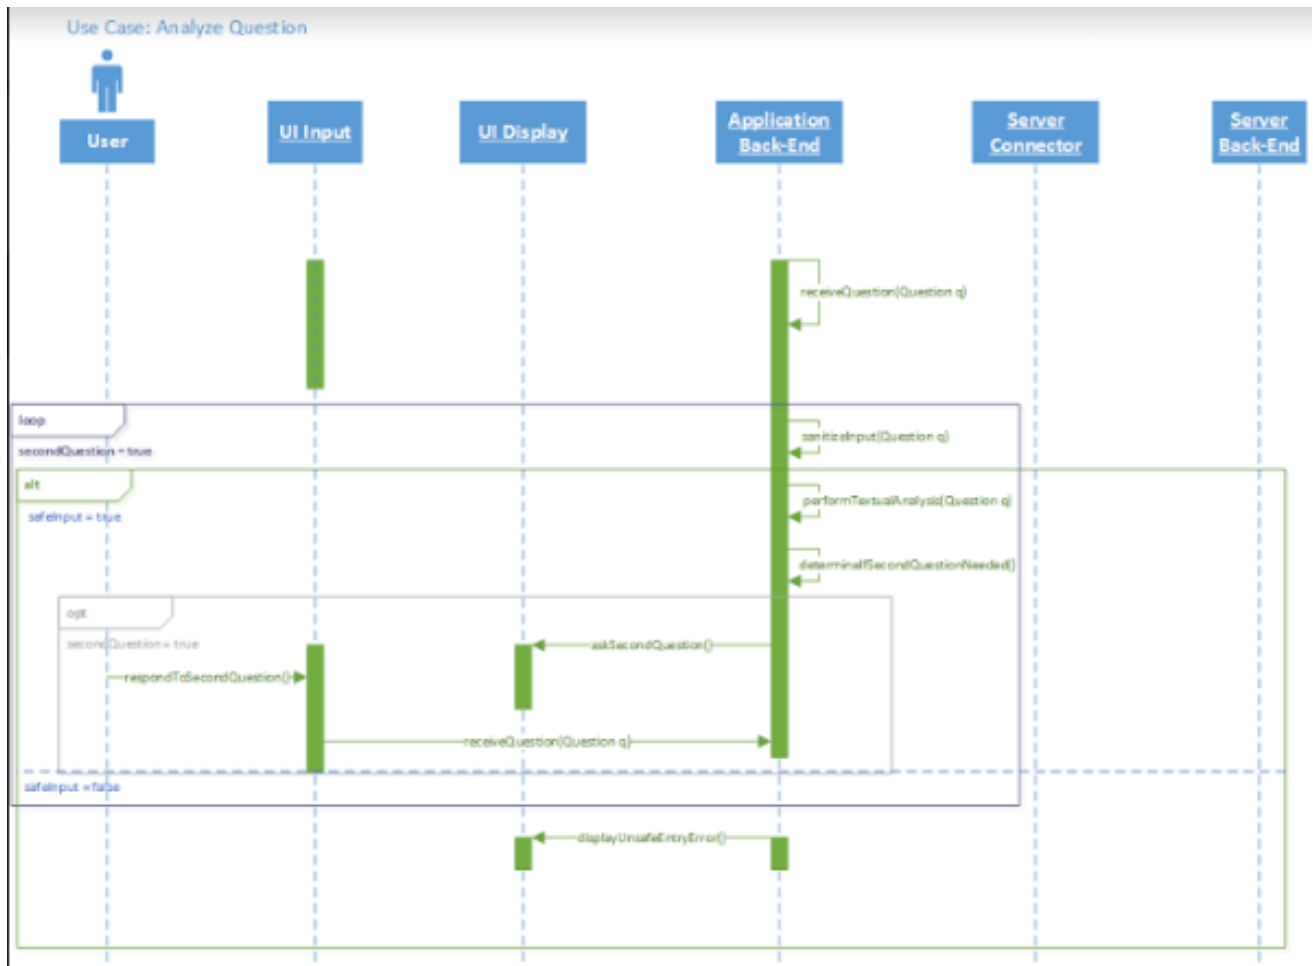 Use Case: Analyze Question
User
UI Input
UI Display
Application
Back-End
Server
Connector
Server
Back-End
receiveQuestion(Question q)
loop
sanitizeInput(Question q)
secondQuestion = true
alt
performTextualAnalysis(Question q)
safeInput = true
determineIfSecondQuestionNeeded()
opt
secondQuestion = true
askSecondQuestion()
respondToSecondQuestion()
receiveQuestion(Question q)
safeInput = false
displayUnsafeEntryError()